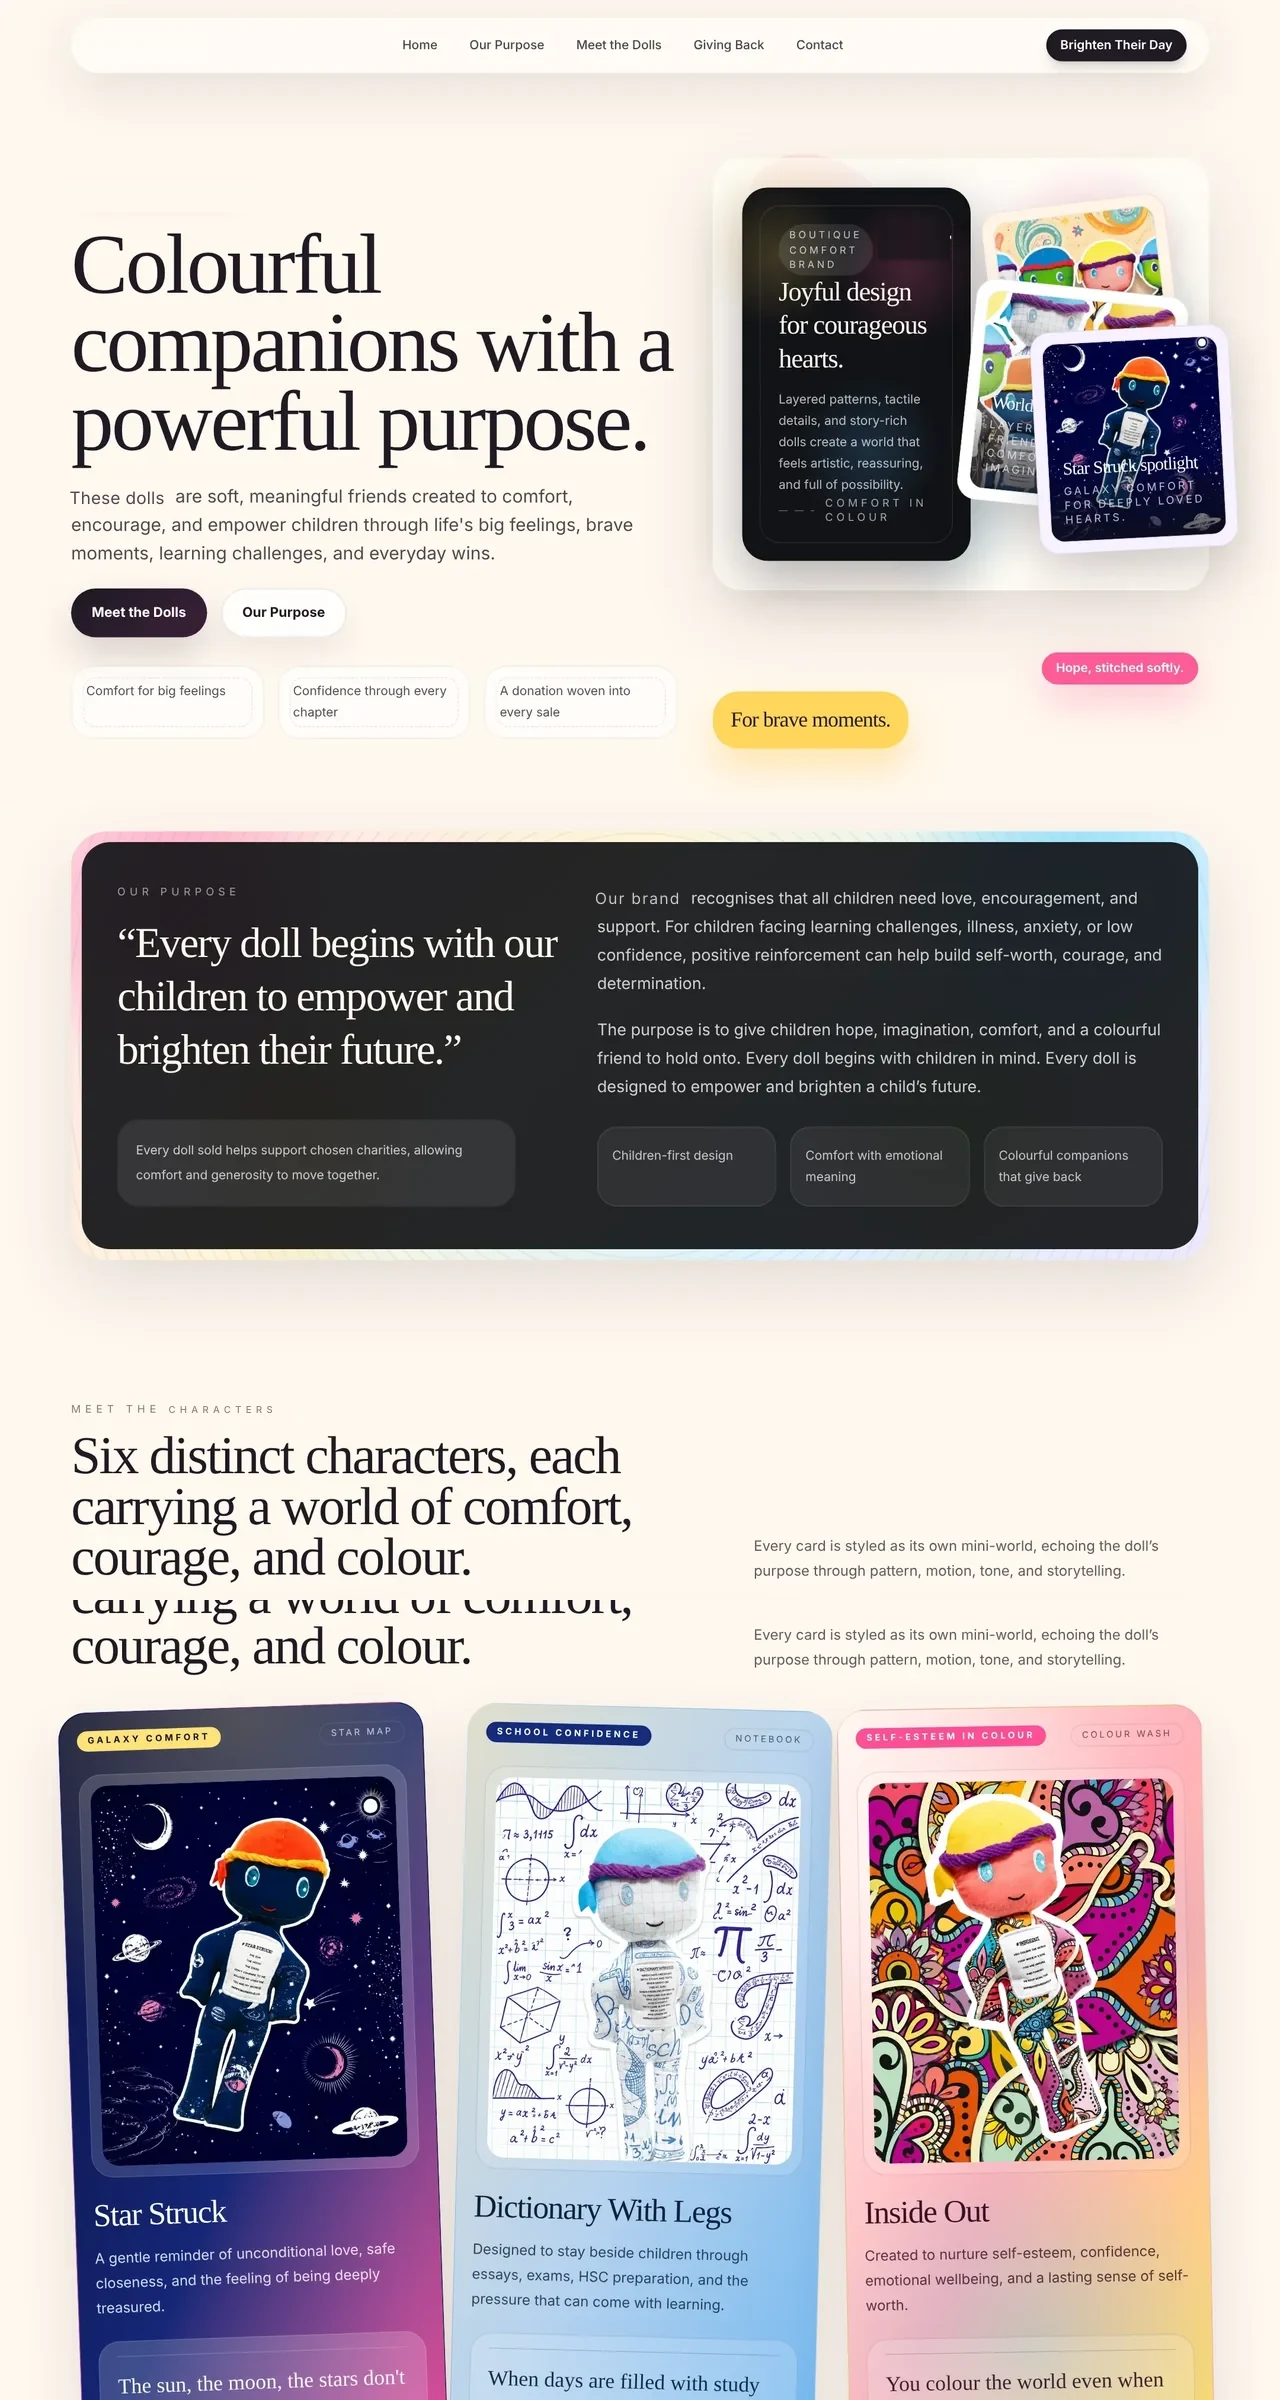 Home Our Purpose Meet the Dolls Giving Back Contact Brighten Their Day
Colourful
companions with a
powerful purpose.
These dolls are soft, meaningful friends created to comfort,
encourage, and empower children through life's big feelings, brave
moments, learning challenges, and everyday wins.
Meet the Dolls Our Purpose
Comfort for big feelings
Confidence through every
chapter
A donation woven into
every sale
BOUTIQUE
COMFORT
BRAND
Joyful design
for courageous
hearts.
Layered patterns, tactile
details, and story-rich
dolls create a world that
feels artistic, reassuring,
and full of possibility.
COMFORT IN
COLOUR
World
Star Struck spotlight
GALAXY COMFORT
FOR DEEPLY LOVED
HEARTS.
Hope, stitched softly.
For brave moments.
OUR PURPOSE
“Every doll begins with our
children to empower and
brighten their future.”
Every doll sold helps support chosen charities, allowing
comfort and generosity to move together.
Our brand recognises that all children need love, encouragement, and
support. For children facing learning challenges, illness, anxiety, or low
confidence, positive reinforcement can help build self-worth, courage, and
determination.
The purpose is to give children hope, imagination, comfort, and a colourful
friend to hold onto. Every doll begins with children in mind. Every doll is
designed to empower and brighten a child’s future.
Children-first design
Comfort with emotional
meaning
Colourful companions
that give back
MEET THE CHARACTERS
Six distinct characters, each
carrying a world of comfort,
courage, and colour.
Every card is styled as its own mini-world, echoing the doll’s
purpose through pattern, motion, tone, and storytelling.
carrying a world of comfort,
courage, and colour.
Every card is styled as its own mini-world, echoing the doll’s
purpose through pattern, motion, tone, and storytelling.
GALAXY COMFORT STAR MAP
Star Struck
A gentle reminder of unconditional love, safe
closeness, and the feeling of being deeply
treasured.
The sun, the moon, the stars don't
SCHOOL CONFIDENCE NOTEBOOK
Dictionary With Legs
Designed to stay beside children through
essays, exams, HSC preparation, and the
pressure that can come with learning.
When days are filled with study
SELF-ESTEEM IN COLOUR COLOUR WASH
Inside Out
Created to nurture self-esteem, confidence,
emotional wellbeing, and a lasting sense of self-
worth.
You colour the world even when